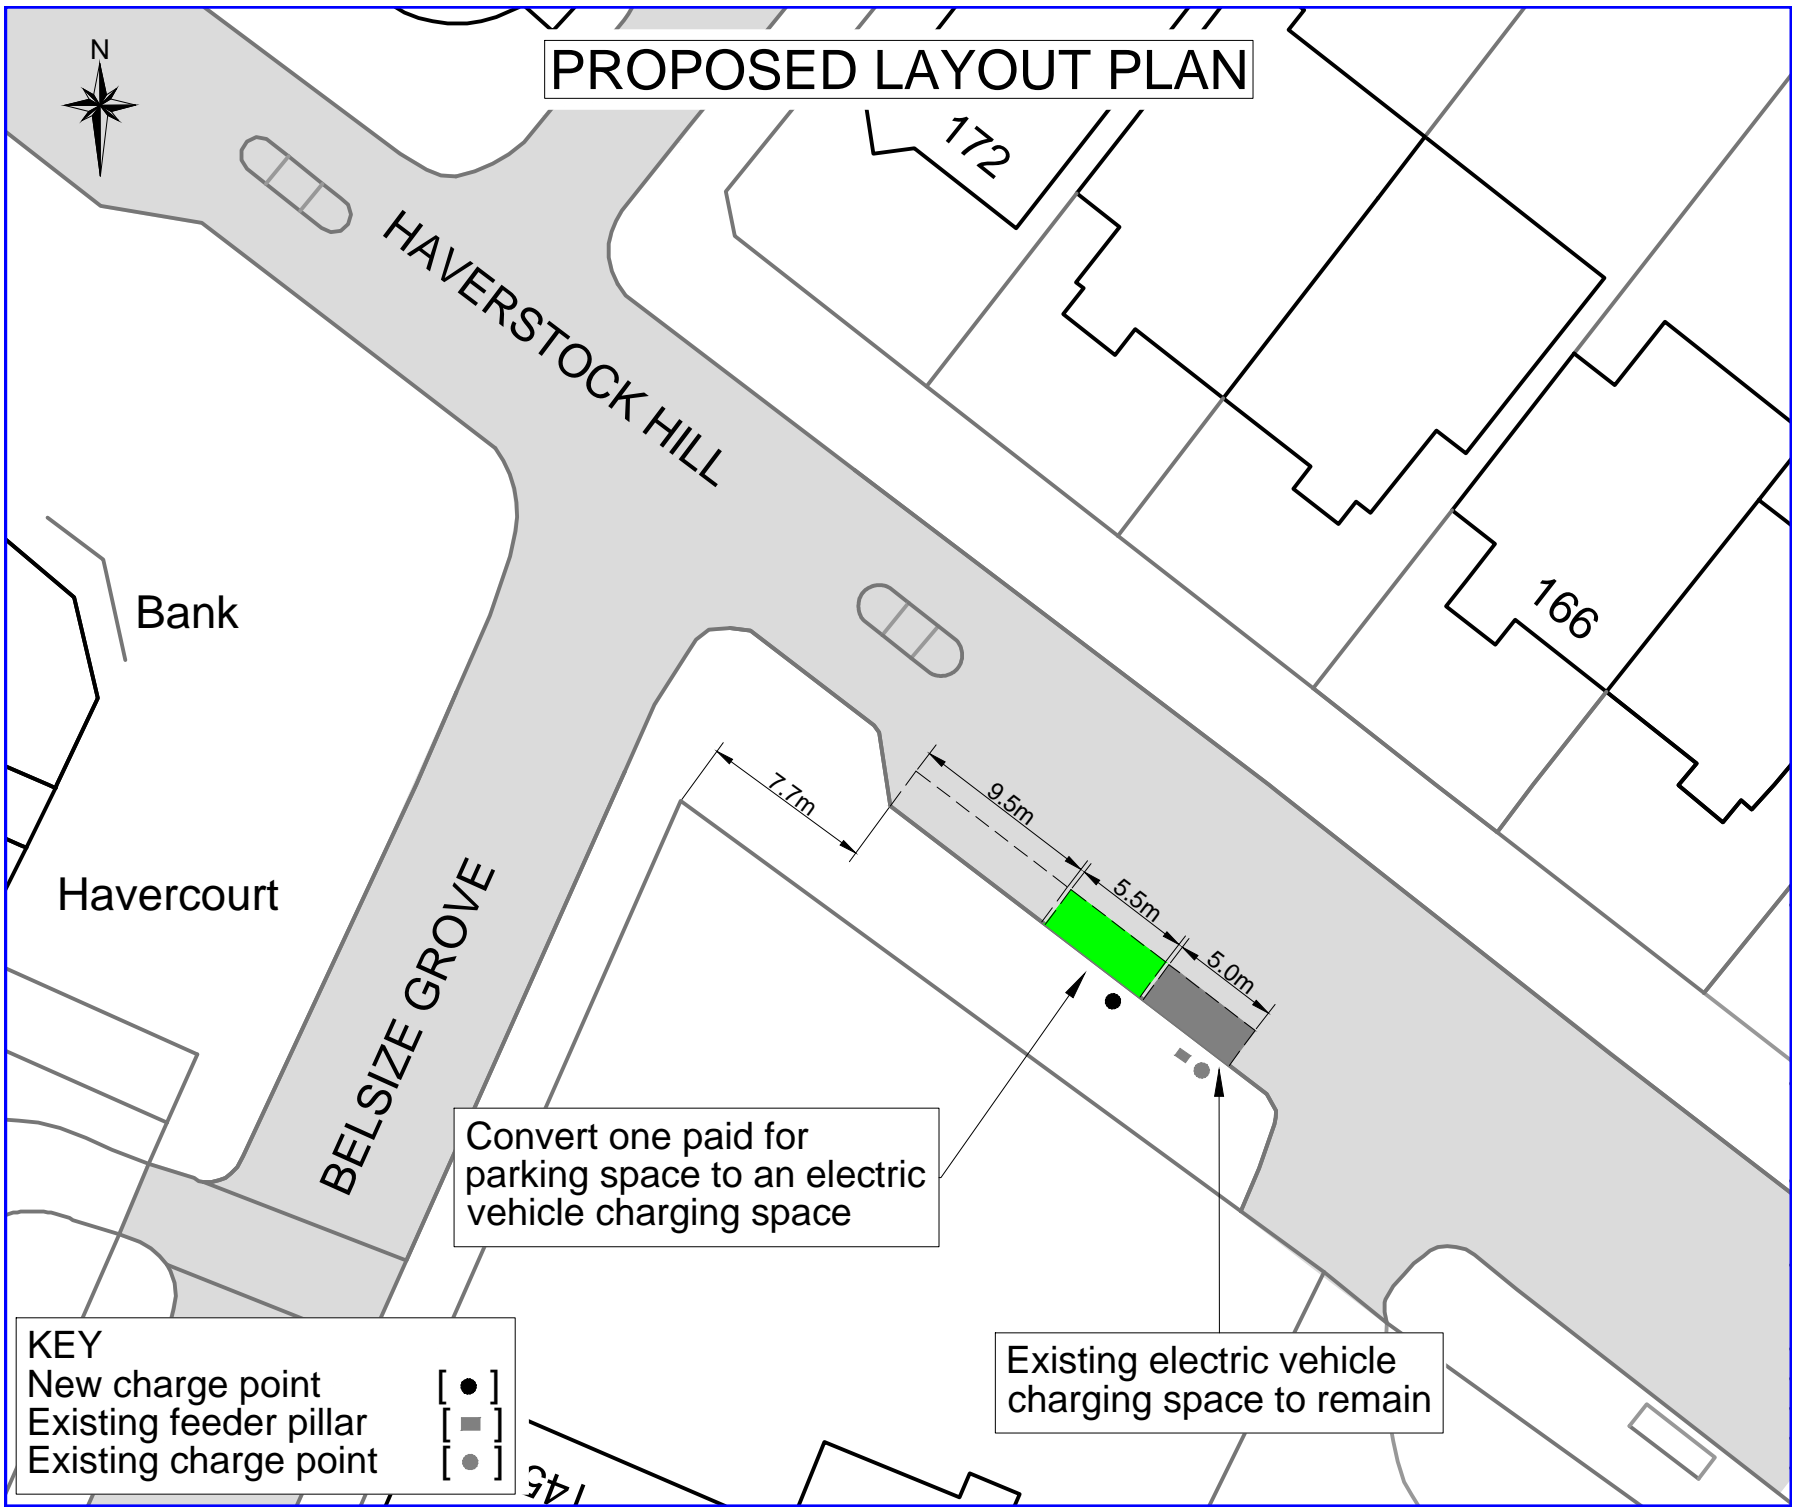 N
PROPOSED LAYOUT PLAN
172
HAVERSTOCK HILL
Bank
166
7.7m
9.5m
5.5m
5.0m
Havercourt
BELSIZE GROVE
Convert one paid for
parking space to an electric
vehicle charging space
Existing electric vehicle
charging space to remain
KEY
New charge point [ ● ]
Existing feeder pillar [ ■ ]
Existing charge point [ ● ]
145